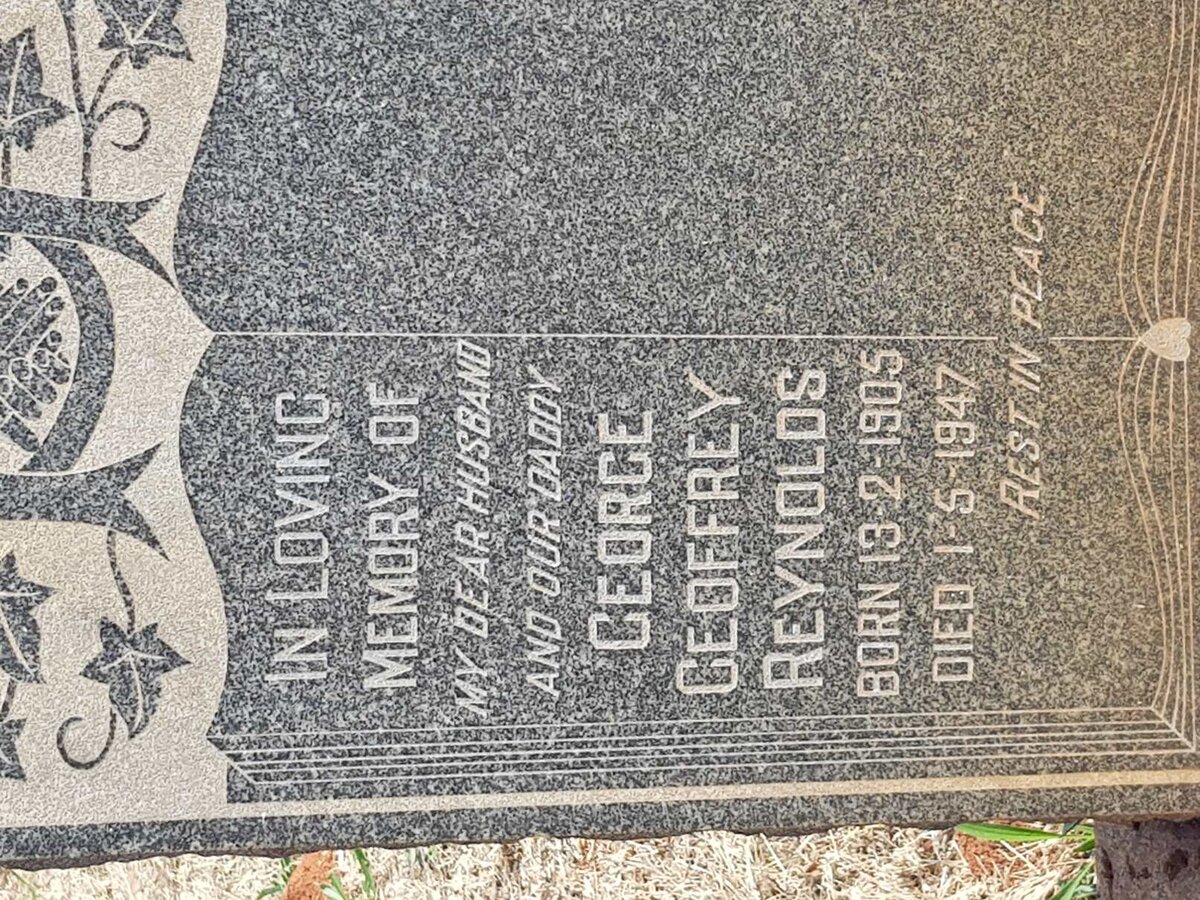 IN LOVING
MEMORY OF
MY DEAR HUSBAND
AND OUR DADDY
GEORGE
GEOFFREY
REYNOLDS
BORN 13-2-1905
DIED 1-5-1947
REST IN PEACE